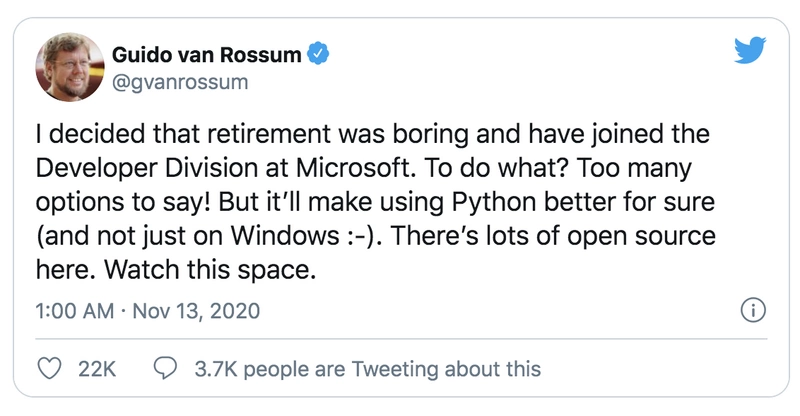 Guido van Rossum
@gvanrossum
I decided that retirement was boring and have joined the
Developer Division at Microsoft. To do what? Too many
options to say! But it’ll make using Python better for sure
(and not just on Windows :-). There’s lots of open source
here. Watch this space.
1:00 AM · Nov 13, 2020
22K 3.7K people are Tweeting about this